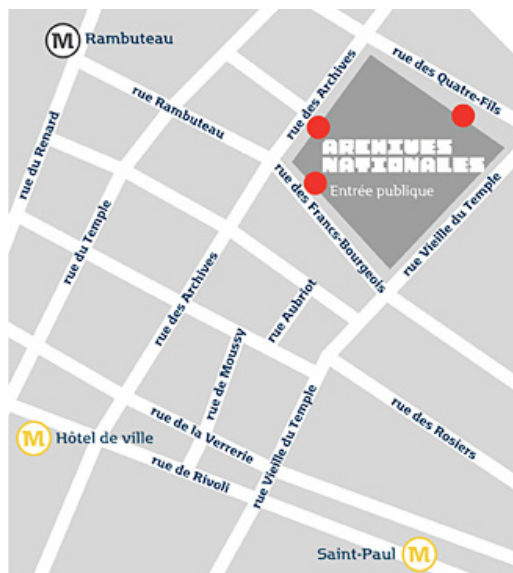 M Rambuteau
rue des Quatre-Fils
rue des Archives
rue Rambuteau
ARCHIVES
NATIONALES
Entrée publique
rue du Renard
rue des Francs-Bourgeois
rue Vieille du Temple
rue du Temple
rue des Archives
rue Aubriot
rue de Moussy
rue des Rosiers
rue de la Verrerie
M Hôtel de ville
rue de Rivoli
rue Vieille du Temple
Saint-Paul M